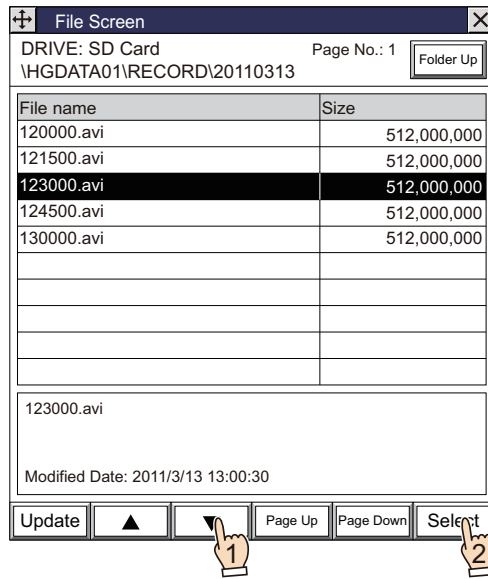 File Screen
DRIVE: SD Card Page No.: 1
\HGDATA01\RECORD\20110313 Folder Up
File name Size
120000.avi 512,000,000
121500.avi 512,000,000
123000.avi 512,000,000
124500.avi 512,000,000
130000.avi 512,000,000
123000.avi
Modified Date: 2011/3/13 13:00:30
Update ▲ ▼ Page Up Page Down Select
1 2